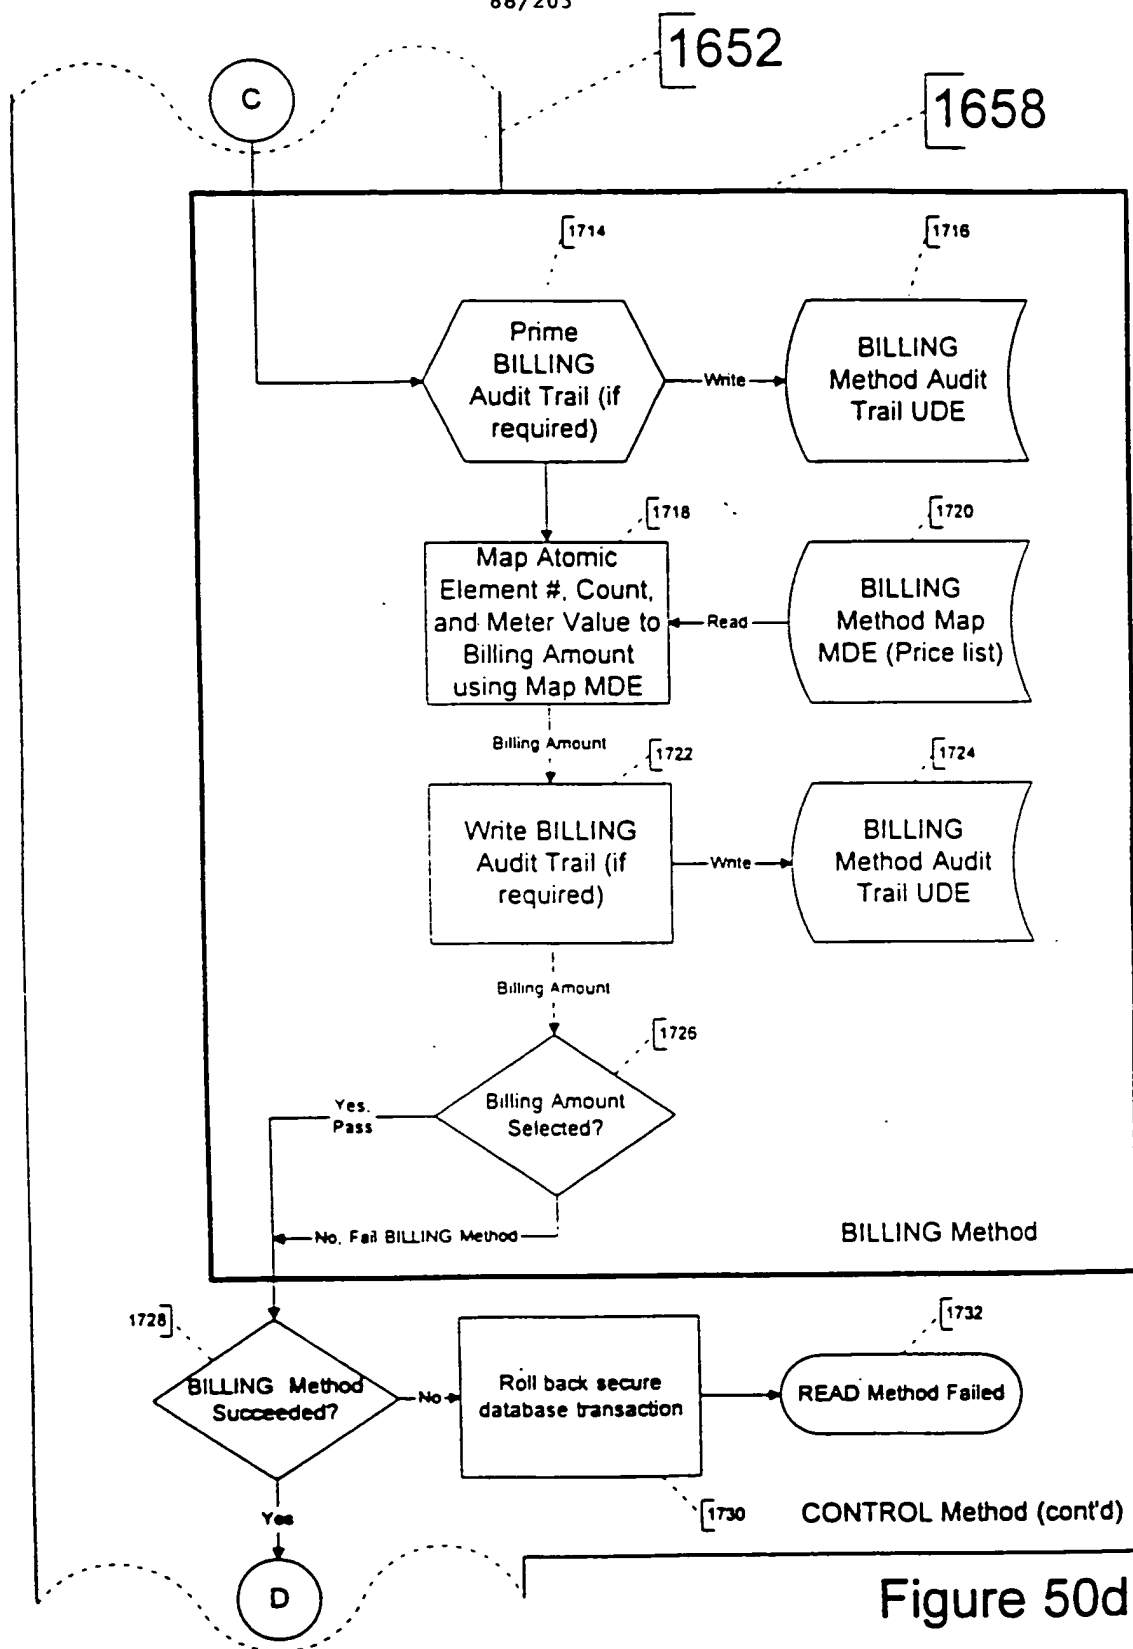 88/203
1652
C
1658
1714
1716
Prime
BILLING
Audit Trail (if
required)
Write
BILLING
Method Audit
Trail UDE
1718
1720
Map Atomic
Element #, Count,
and Meter Value to
Billing Amount
using Map MDE
Read
BILLING
Method Map
MDE (Price list)
Billing Amount
1722
1724
Write BILLING
Audit Trail (if
required)
Write
BILLING
Method Audit
Trail UDE
Billing Amount
1726
Billing Amount
Selected?
Yes,
Pass
No, Fail BILLING Method
BILLING Method
1728
1732
BILLING Method
Succeeded?
No
Roll back secure
database transaction
READ Method Failed
1730
CONTROL Method (cont'd)
Yes
D
Figure 50d